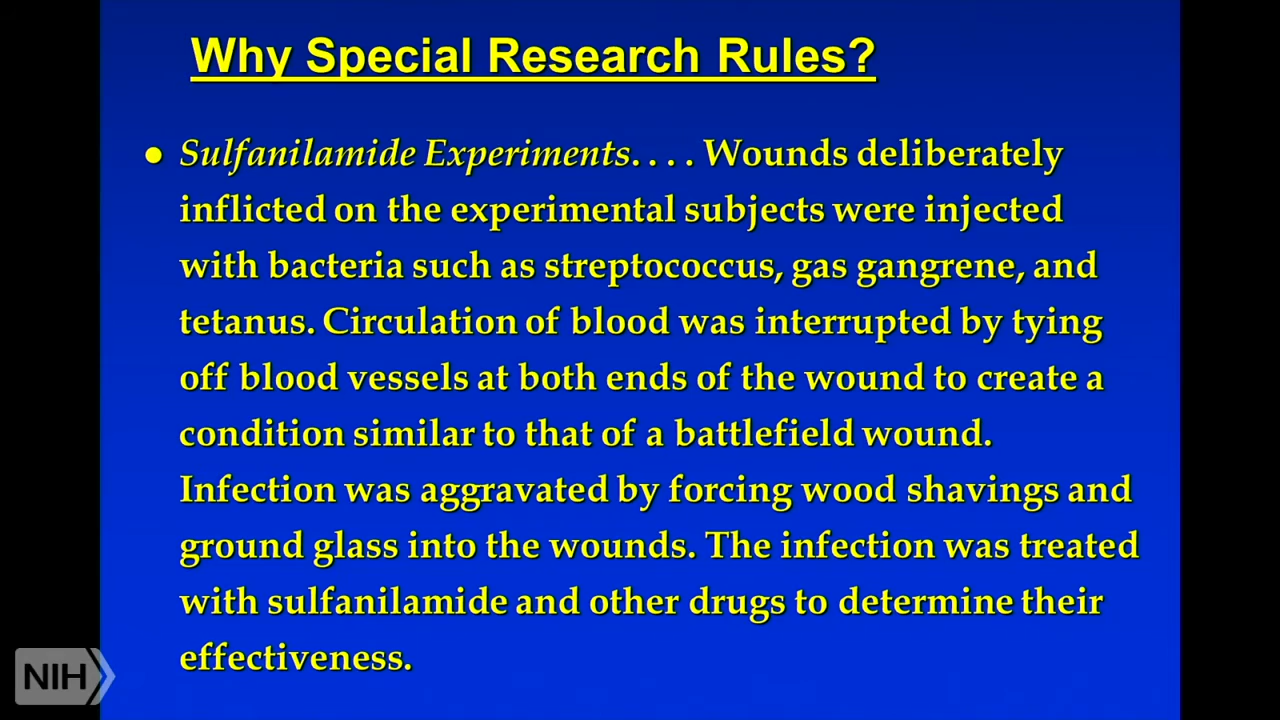 Why Special Research Rules?
● Sulfanilamide Experiments. . . . Wounds deliberately
inflicted on the experimental subjects were injected
with bacteria such as streptococcus, gas gangrene, and
tetanus. Circulation of blood was interrupted by tying
off blood vessels at both ends of the wound to create a
condition similar to that of a battlefield wound.
Infection was aggravated by forcing wood shavings and
ground glass into the wounds. The infection was treated
with sulfanilamide and other drugs to determine their
effectiveness.
NIH